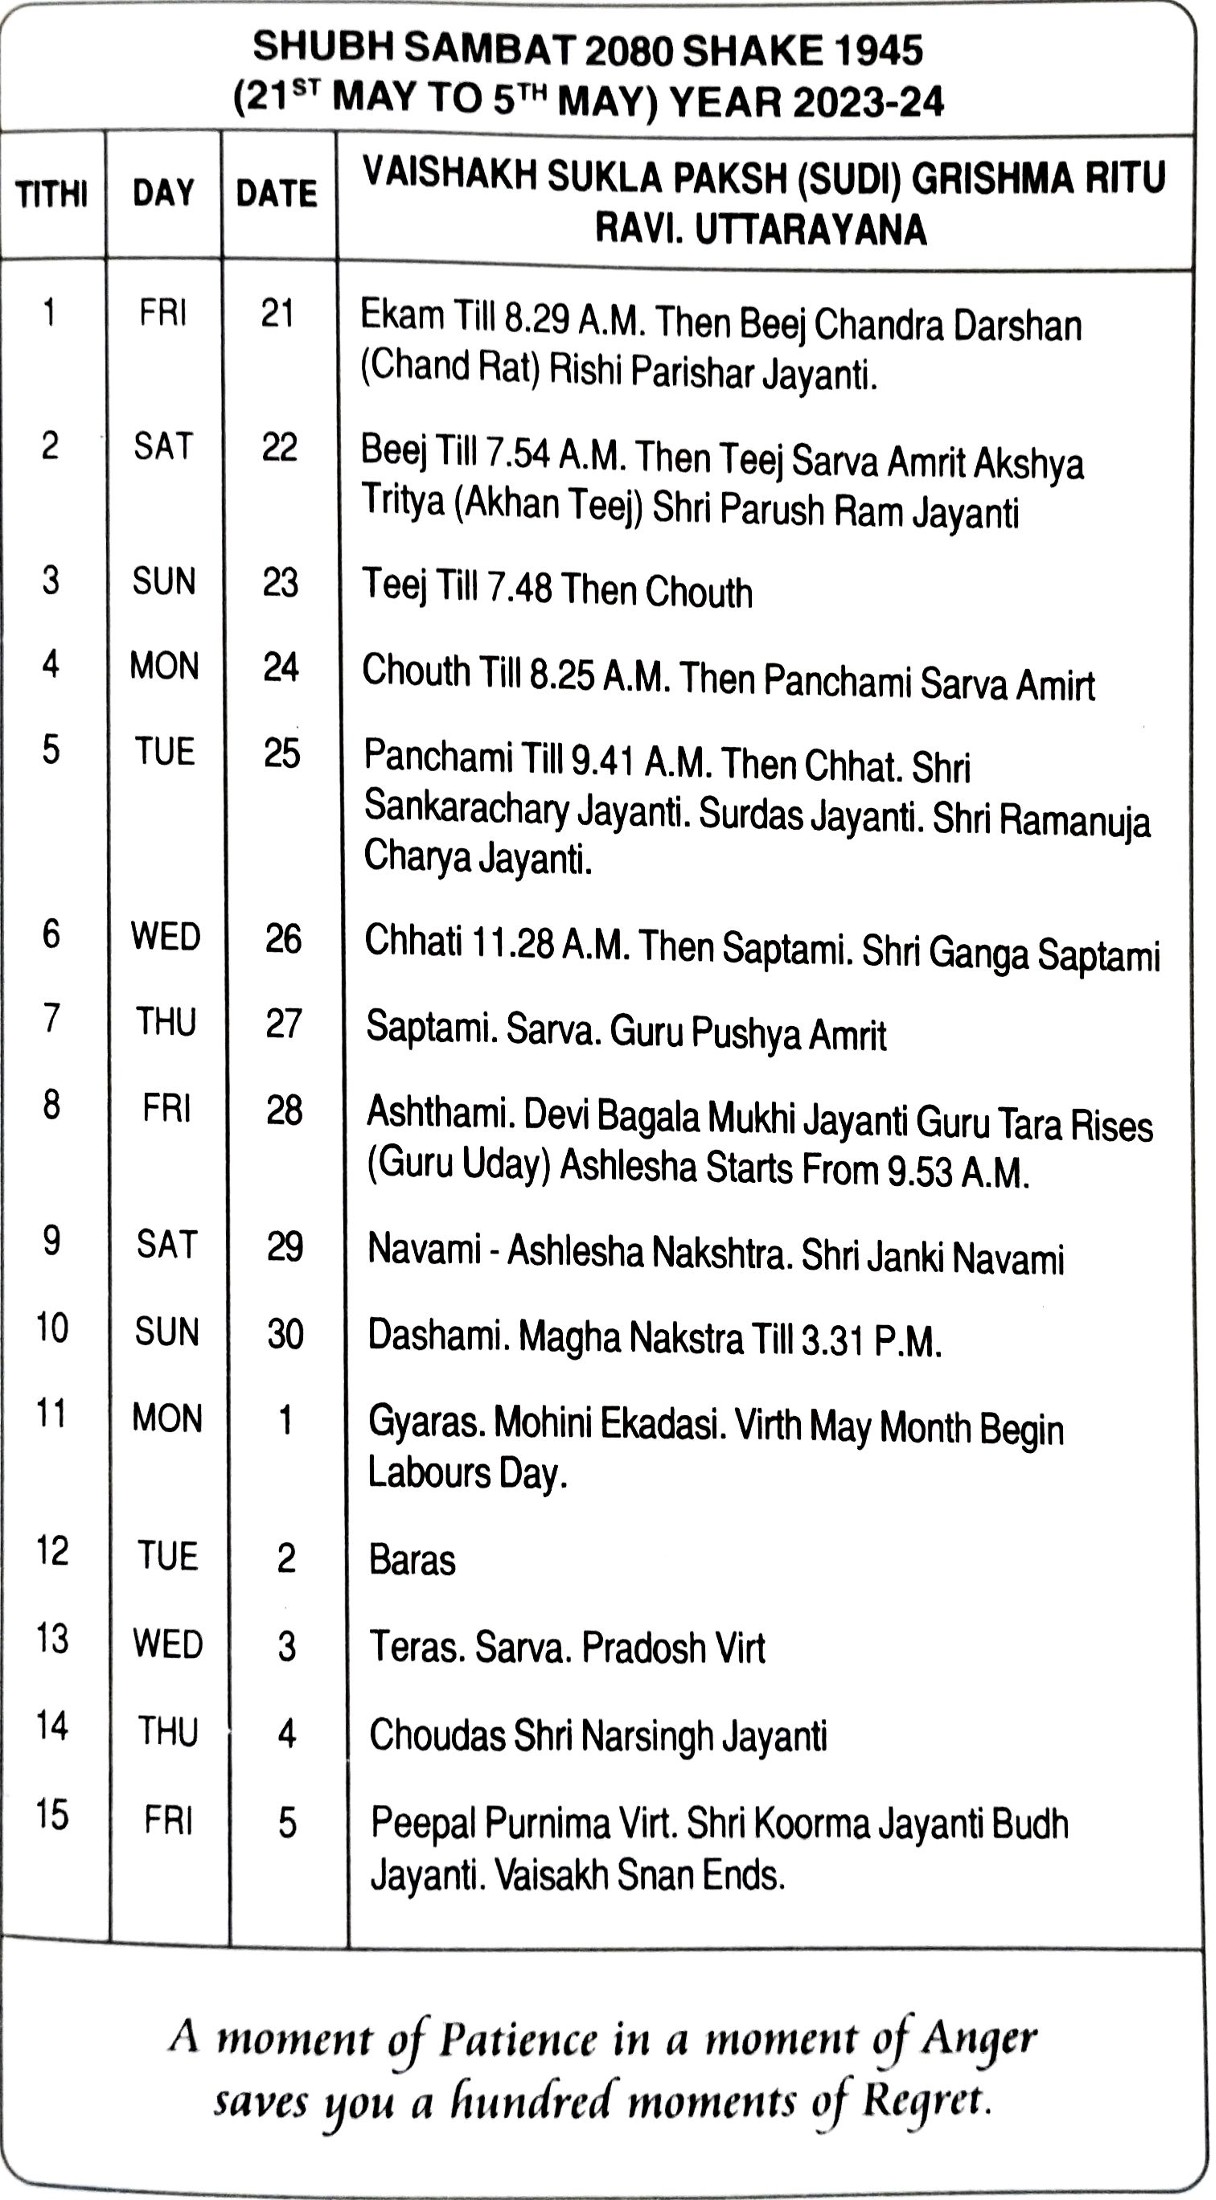 SHUBH SAMBAT 2080 SHAKE 1945
(21ST MAY TO 5TH MAY) YEAR 2023-24
TITHI DAY DATE VAISHAKH SUKLA PAKSH (SUDI) GRISHMA RITU
RAVI. UTTARAYANA
1 FRI 21 Ekam Till 8.29 A.M. Then Beej Chandra Darshan
(Chand Rat) Rishi Parishar Jayanti.
2 SAT 22 Beej Till 7.54 A.M. Then Teej Sarva Amrit Akshya
Tritya (Akhan Teej) Shri Parush Ram Jayanti
3 SUN 23 Teej Till 7.48 Then Chouth
4 MON 24 Chouth Till 8.25 A.M. Then Panchami Sarva Amirt
5 TUE 25 Panchami Till 9.41 A.M. Then Chhat. Shri
Sankarachary Jayanti. Surdas Jayanti. Shri Ramanuja
Charya Jayanti.
6 WED 26 Chhati 11.28 A.M. Then Saptami. Shri Ganga Saptami
7 THU 27 Saptami. Sarva. Guru Pushya Amrit
8 FRI 28 Ashthami. Devi Bagala Mukhi Jayanti Guru Tara Rises
(Guru Uday) Ashlesha Starts From 9.53 A.M.
9 SAT 29 Navami - Ashlesha Nakshtra. Shri Janki Navami
10 SUN 30 Dashami. Magha Nakstra Till 3.31 P.M.
11 MON 1 Gyaras. Mohini Ekadasi. Virth May Month Begin
Labours Day.
12 TUE 2 Baras
13 WED 3 Teras. Sarva. Pradosh Virt
14 THU 4 Choudas Shri Narsingh Jayanti
15 FRI 5 Peepal Purnima Virt. Shri Koorma Jayanti Budh
Jayanti. Vaisakh Snan Ends.
A moment of Patience in a moment of Anger
saves you a hundred moments of Regret.